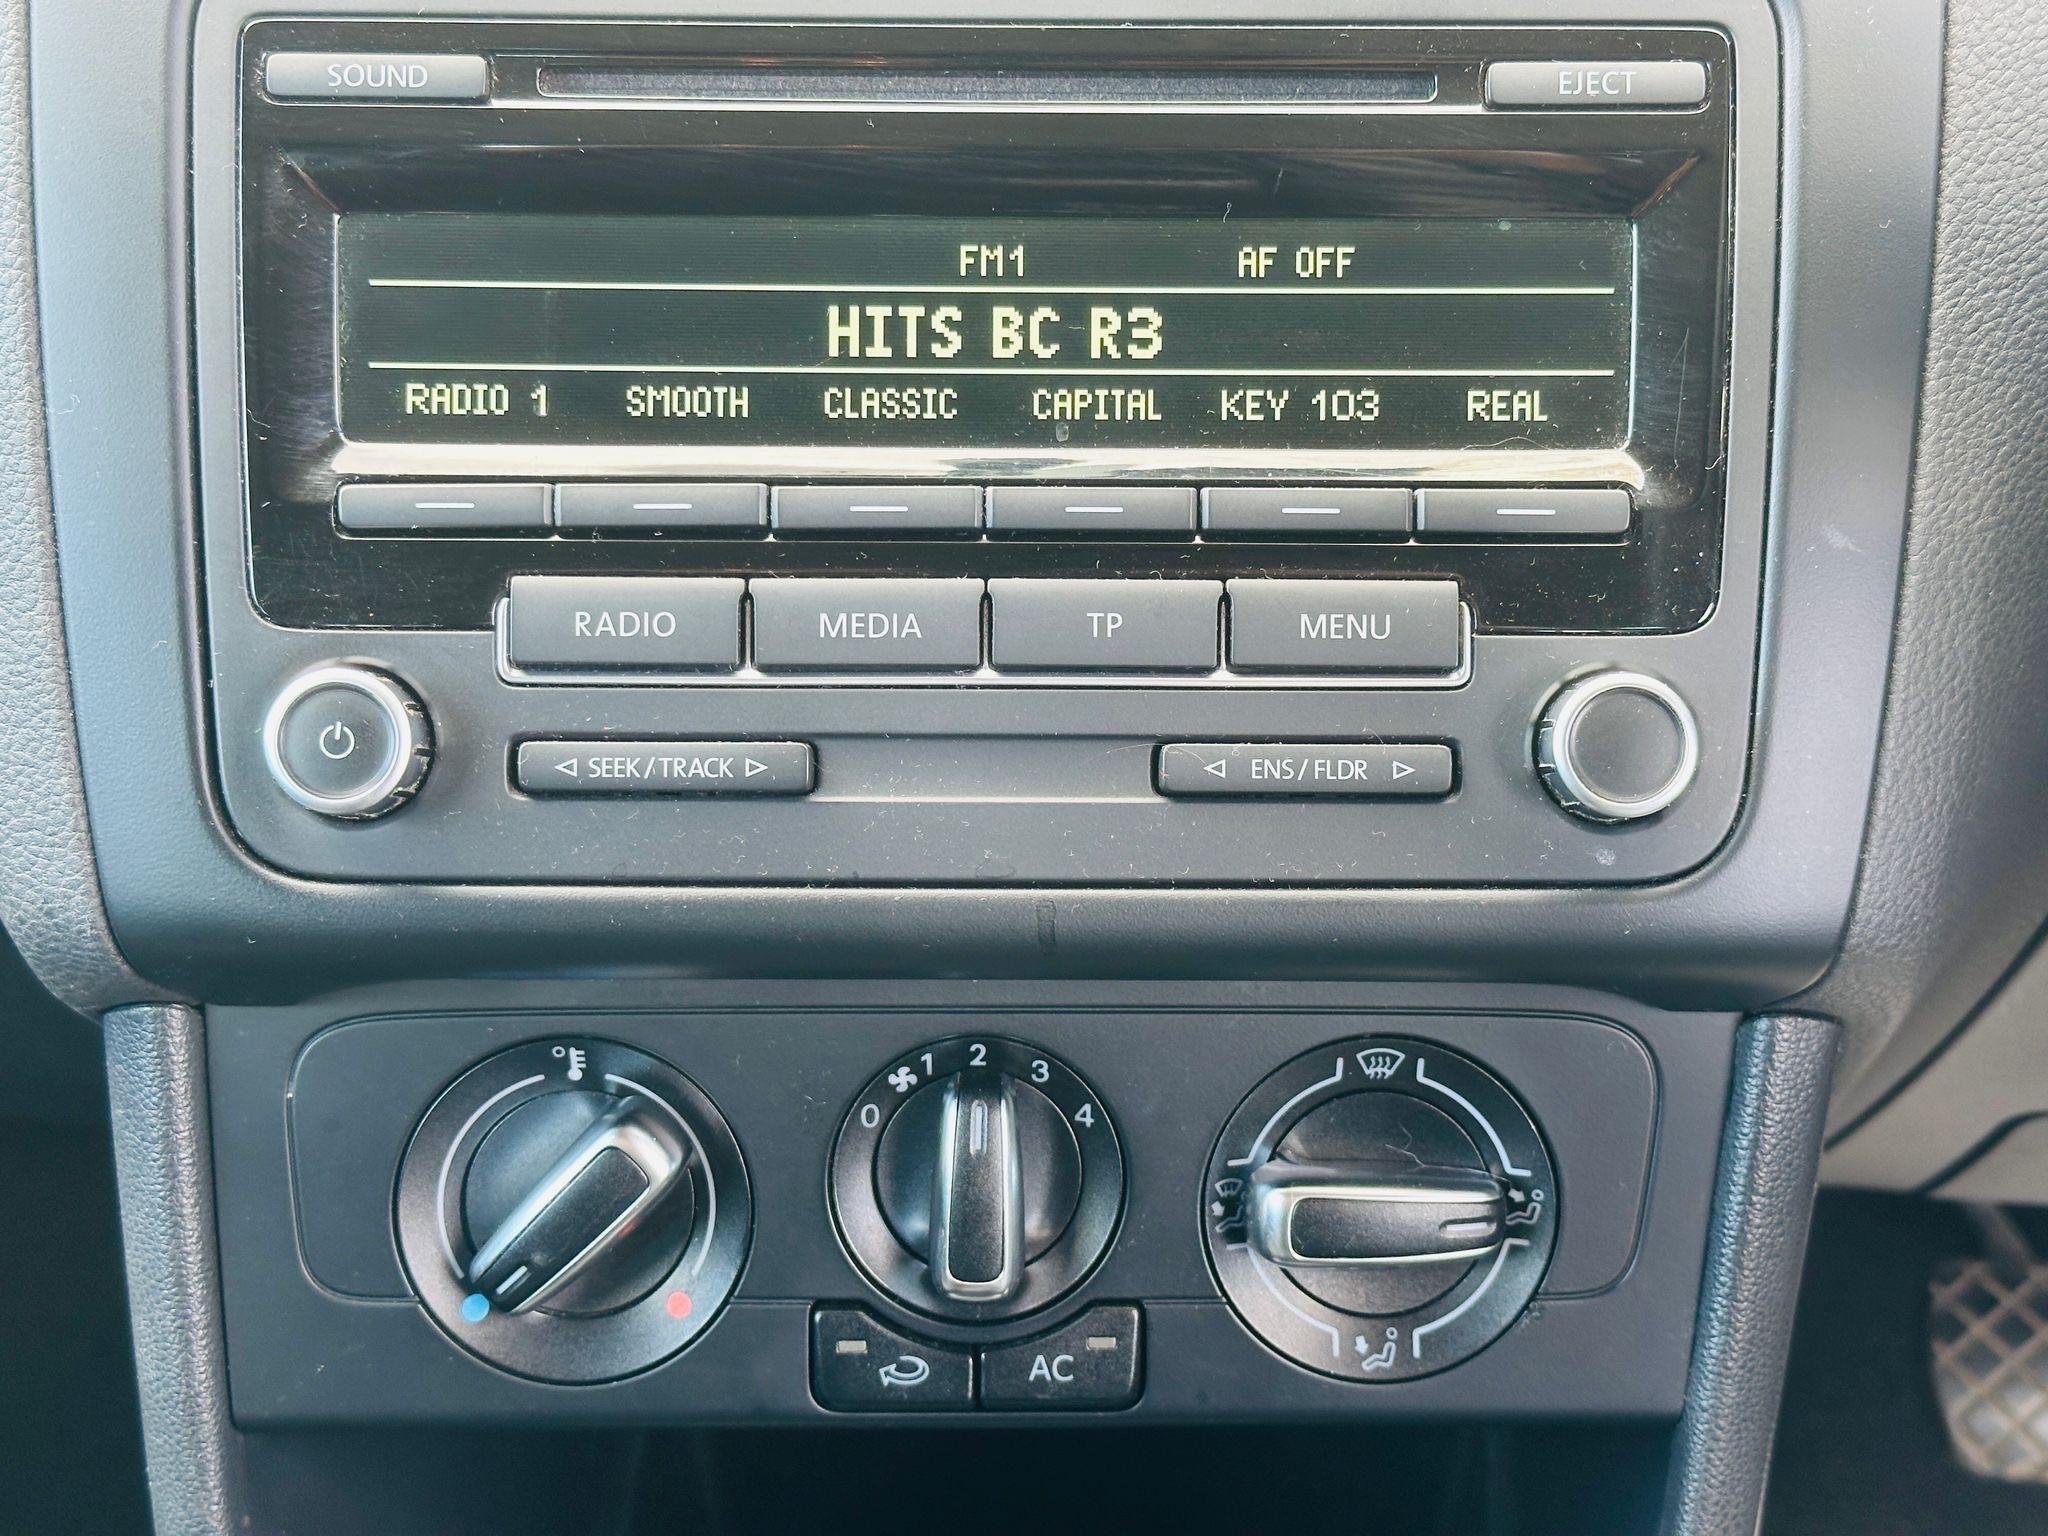 SOUND EJECT
FM1 AF OFF
HITS BC R3
RADIO 1 SMOOTH CLASSIC CAPITAL KEY 103 REAL
RADIO MEDIA TP MENU
SEEK/TRACK ENS/FLDR
0 1 2 3 4
AC